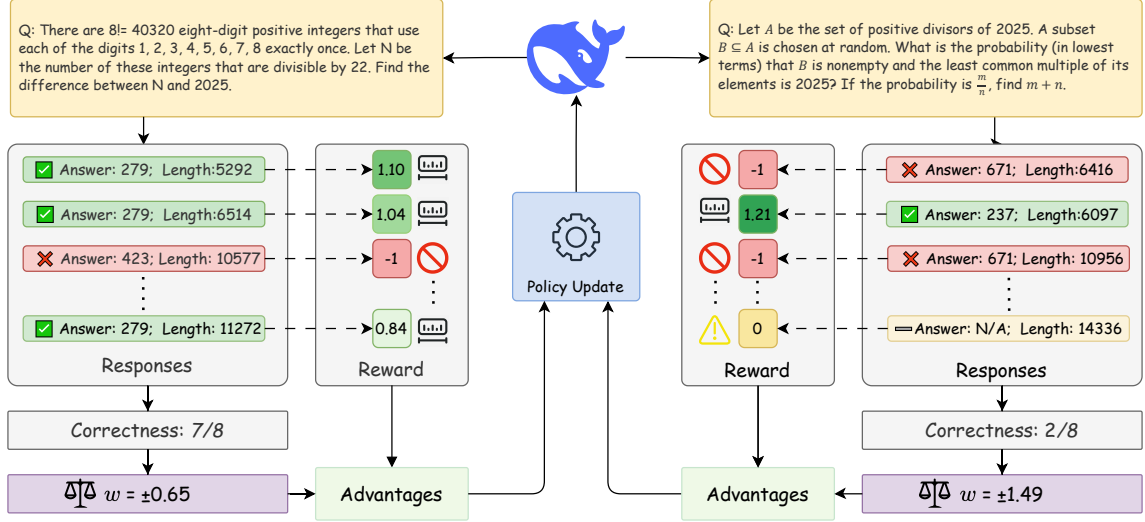 Q: There are 8!= 40320 eight-digit positive integers that use
each of the digits 1, 2, 3, 4, 5, 6, 7, 8 exactly once. Let N be
the number of these integers that are divisible by 22. Find the
difference between N and 2025.
Q: Let A be the set of positive divisors of 2025. A subset
B ⊆ A is chosen at random. What is the probability (in lowest
terms) that B is nonempty and the least common multiple of its
elements is 2025? If the probability is m/n, find m + n.
Answer: 279; Length:5292
Answer: 279; Length:6514
Answer: 423; Length: 10577
Answer: 279; Length: 11272
Responses
1.10
1.04
-1
0.84
Reward
Policy Update
-1
1.21
-1
0
Reward
Answer: 671; Length:6416
Answer: 237; Length:6097
Answer: 671; Length:10956
Answer: N/A; Length: 14336
Responses
Correctness: 7/8
w = ±0.65
Advantages
Advantages
Correctness: 2/8
w = ±1.49